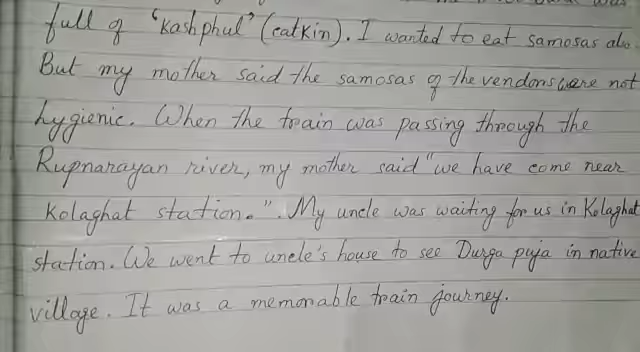 full of 'Kashphul' (catkin). I wanted to eat samosas also.
But my mother said the samosas of the vendors were not
hygienic. When the train was passing through the
Rupnarayan river, my mother said "we have come near
Kolaghat station.". My uncle was waiting for us in Kolaghat
station. We went to uncle's house to see Durga puja in native
village. It was a memorable train journey.